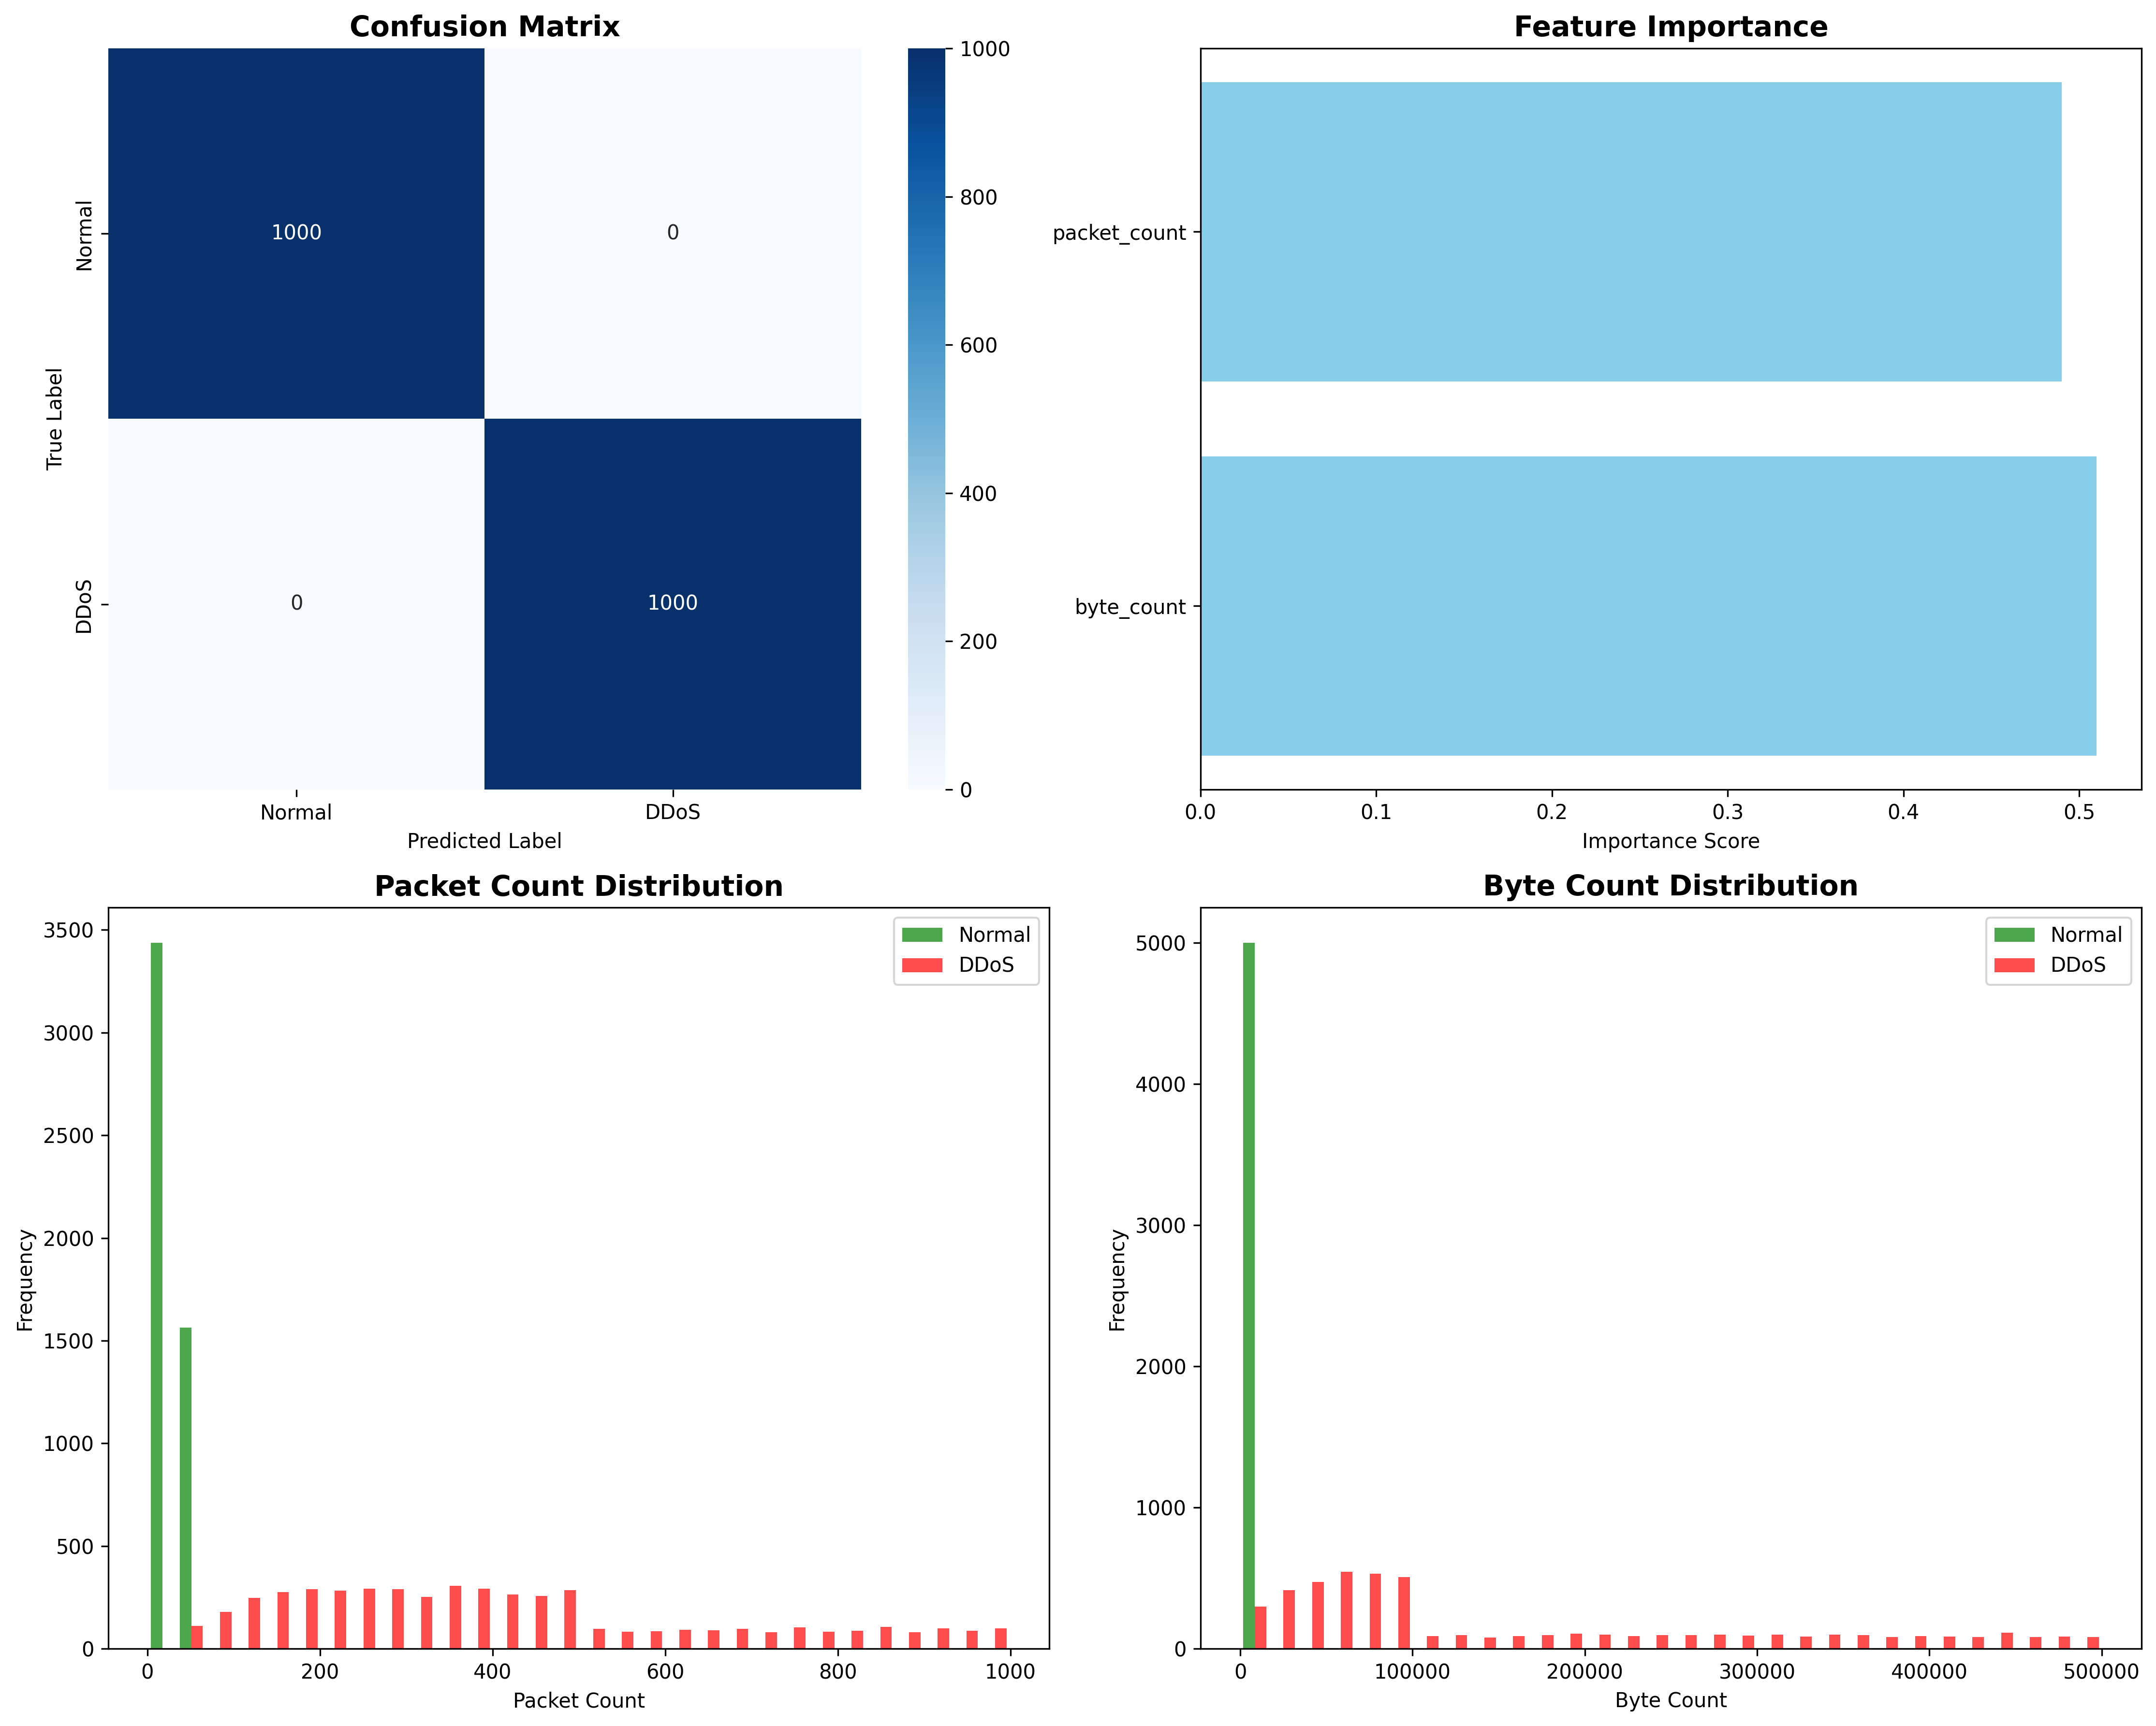 Confusion Matrix
Normal
DDoS
True Label
1000
0
0
1000
Normal
DDoS
Predicted Label
1000
800
600
400
200
0
Feature Importance
packet_count
byte_count
0.0
0.1
0.2
0.3
0.4
0.5
Importance Score
Packet Count Distribution
Normal
DDoS
3500
3000
2500
2000
1500
1000
500
0
Frequency
0
200
400
600
800
1000
Packet Count
Byte Count Distribution
Normal
DDoS
5000
4000
3000
2000
1000
0
Frequency
0
100000
200000
300000
400000
500000
Byte Count